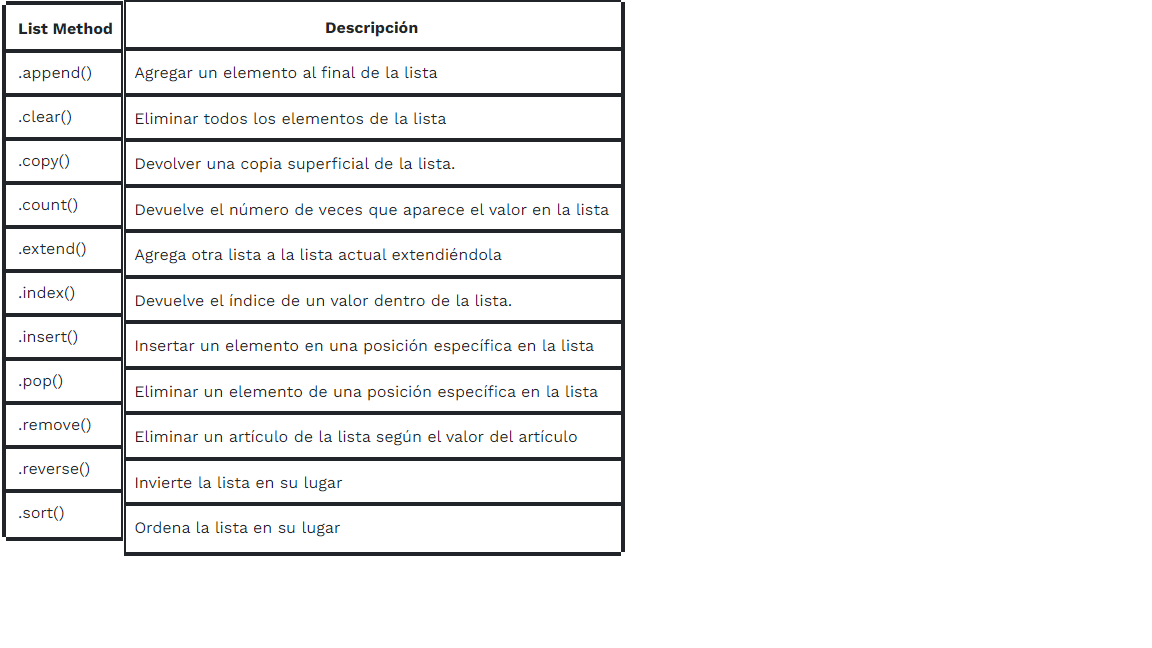 List Method Descripción
.append() Agregar un elemento al final de la lista
.clear() Eliminar todos los elementos de la lista
.copy() Devolver una copia superficial de la lista.
.count() Devuelve el número de veces que aparece el valor en la lista
.extend() Agrega otra lista a la lista actual extendiéndola
.index() Devuelve el índice de un valor dentro de la lista.
.insert() Insertar un elemento en una posición específica en la lista
.pop() Eliminar un elemento de una posición específica en la lista
.remove() Eliminar un artículo de la lista según el valor del artículo
.reverse() Invierte la lista en su lugar
.sort() Ordena la lista en su lugar